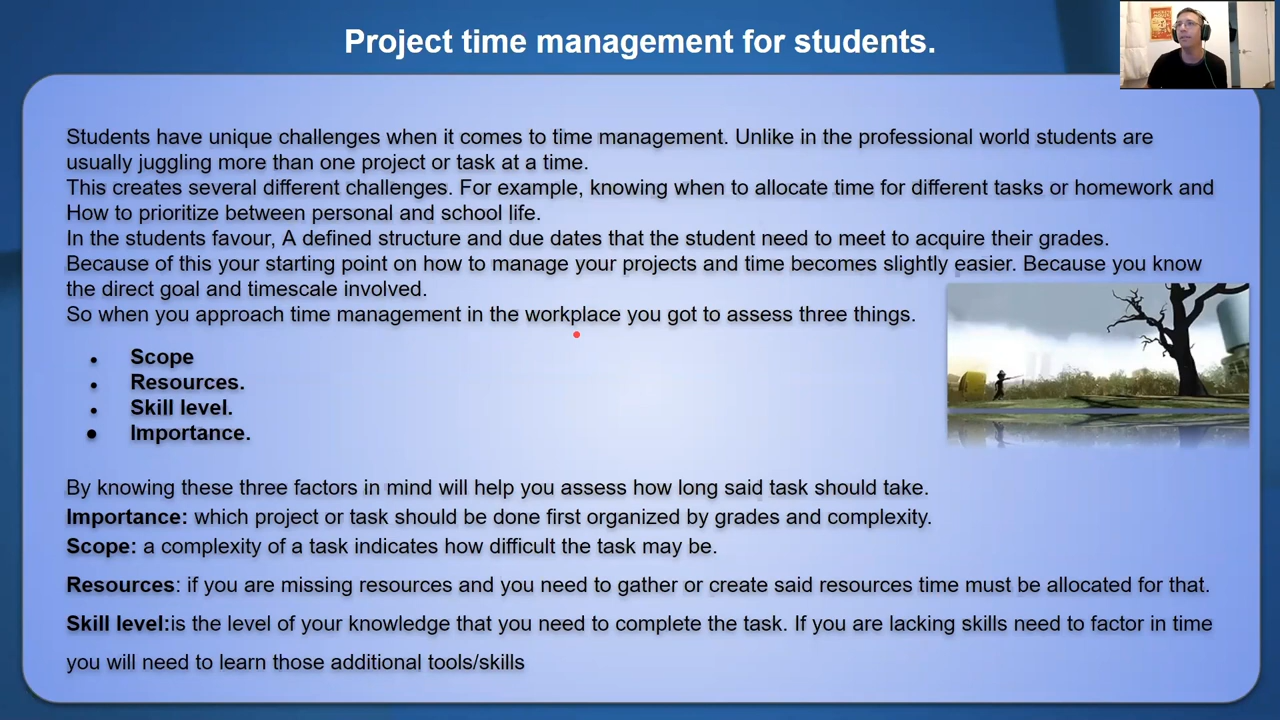 Project time management for students.
Students have unique challenges when it comes to time management. Unlike in the professional world students are
usually juggling more than one project or task at a time.
This creates several different challenges. For example, knowing when to allocate time for different tasks or homework and
How to prioritize between personal and school life.
In the students favour, A defined structure and due dates that the student need to meet to acquire their grades.
Because of this your starting point on how to manage your projects and time becomes slightly easier. Because you know
the direct goal and timescale involved.
So when you approach time management in the workplace you got to assess three things.
• Scope
• Resources.
• Skill level.
• Importance.
By knowing these three factors in mind will help you assess how long said task should take.
Importance: which project or task should be done first organized by grades and complexity.
Scope: a complexity of a task indicates how difficult the task may be.
Resources: if you are missing resources and you need to gather or create said resources time must be allocated for that.
Skill level:is the level of your knowledge that you need to complete the task. If you are lacking skills need to factor in time
you will need to learn those additional tools/skills